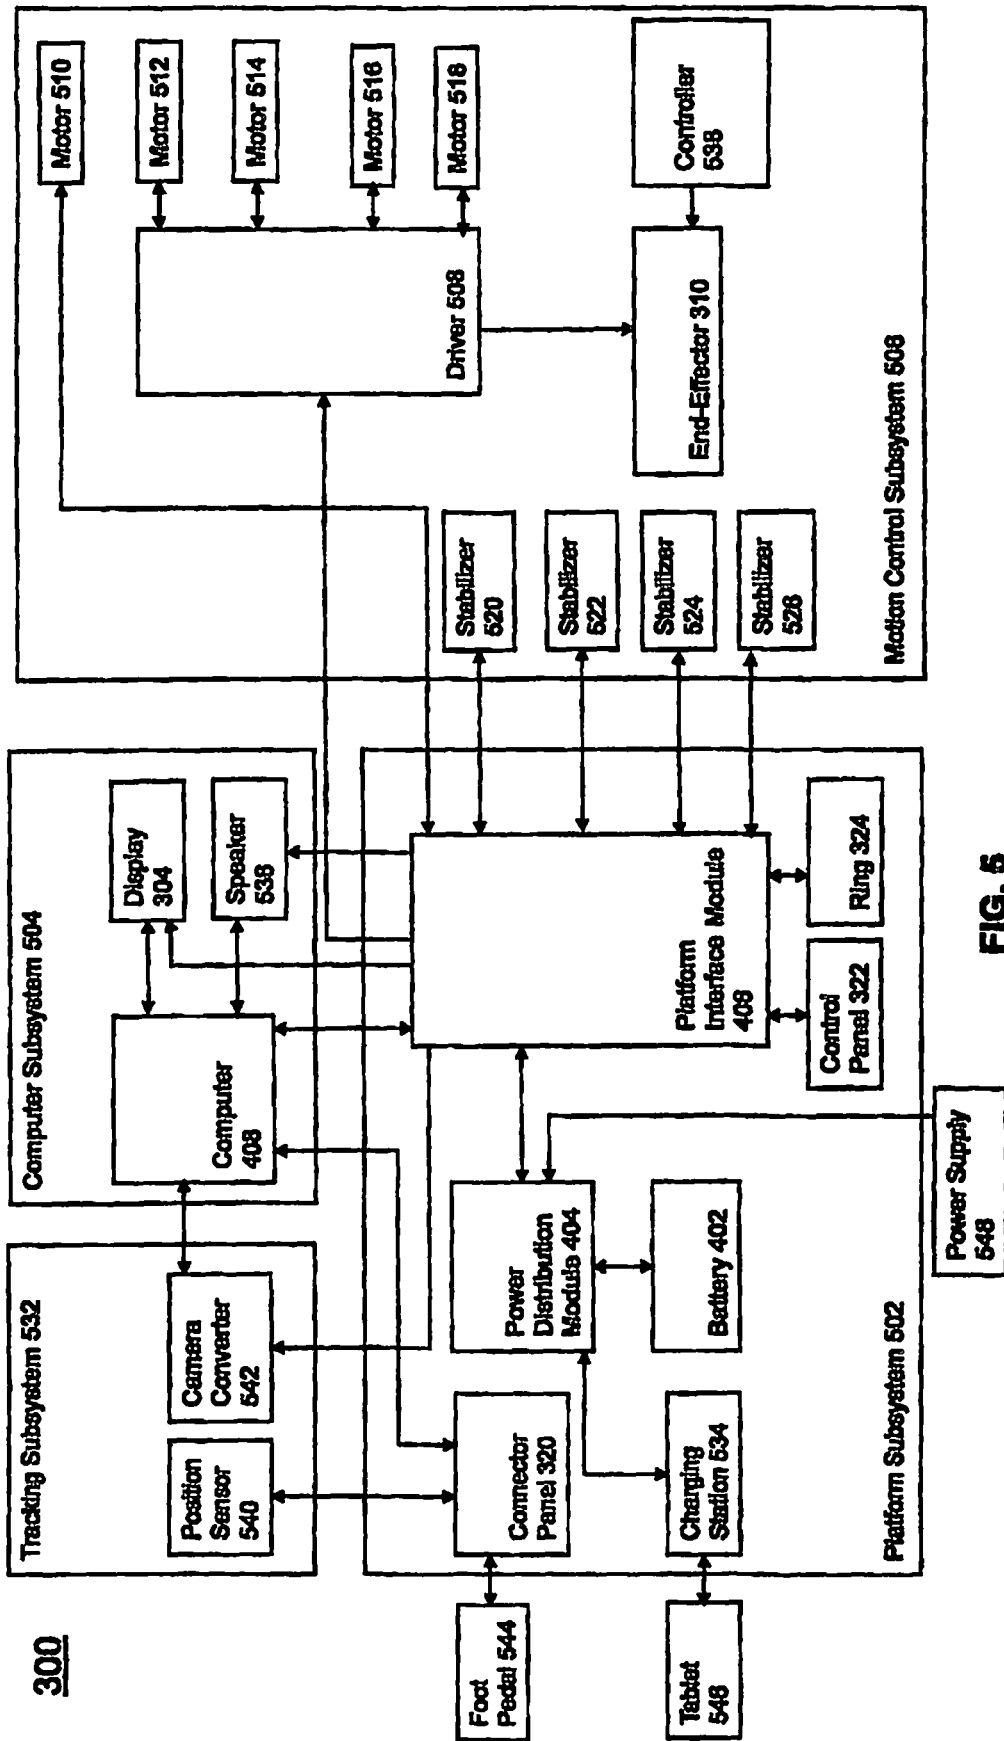 300
Tracking Subsystem 532
Position
Sensor
540
Camera
Converter
542
Computer Subsystem 504
Computer
408
Display
304
Speaker
538
Foot
Pedal 544
Tablet
548
Connector
Panel 320
Charging
Station 534
Power
Distribution
Module 404
Battery 402
Platform
Interface Module
408
Control
Panel 322
Ring 324
Platform Subsystem 502
Power Supply
548
Motor 510
Motor 512
Motor 514
Motor 516
Motor 518
Driver 508
End-Effector 310
Controller
538
Stabilizer
520
Stabilizer
522
Stabilizer
524
Stabilizer
526
Motion Control Subsystem 508
FIG. 5